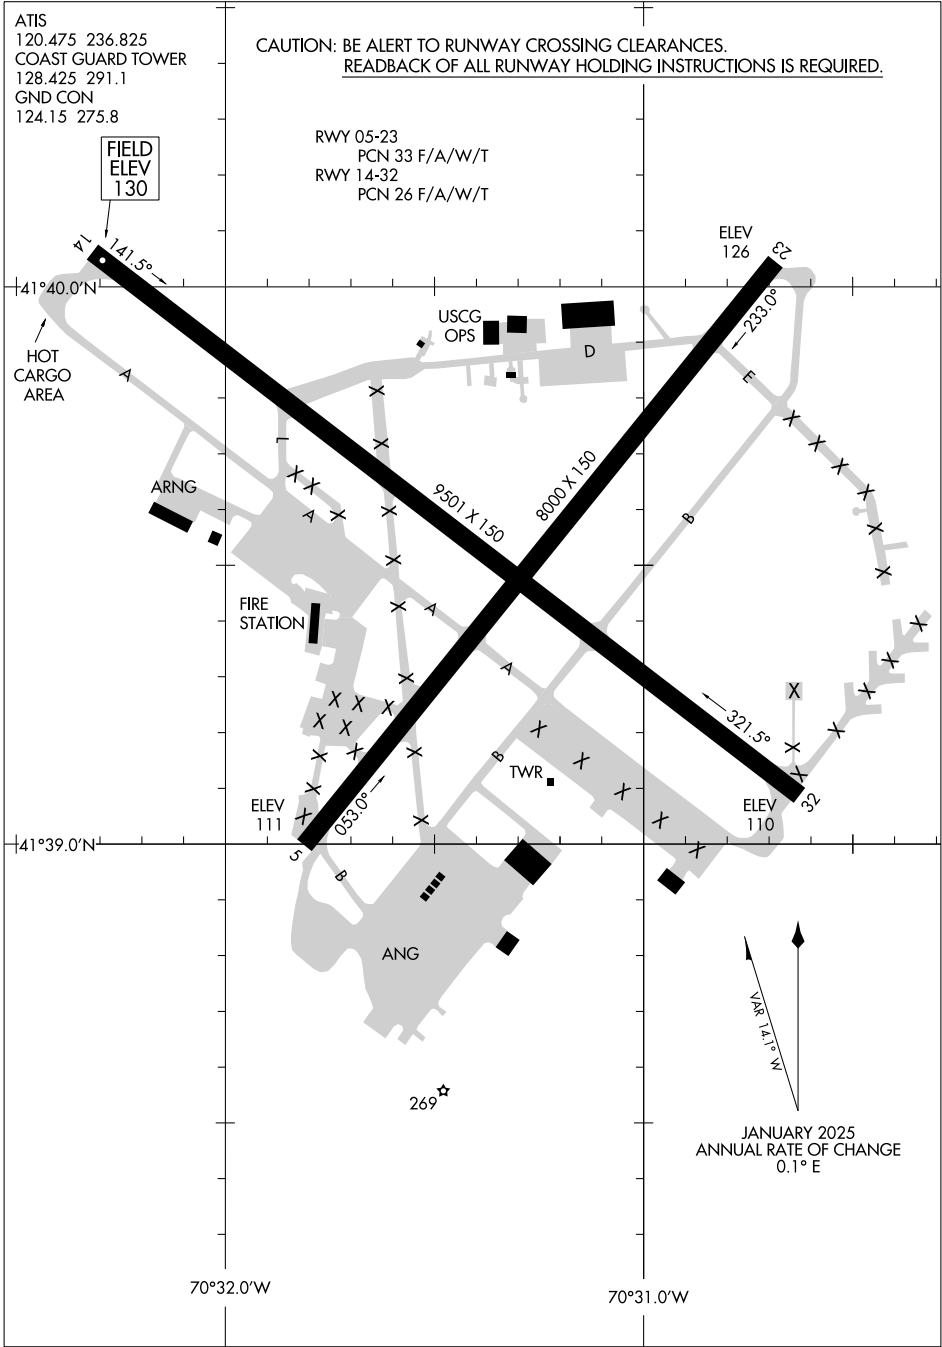 ATIS
120.475 236.825
COAST GUARD TOWER
128.425 291.1
GND CON
124.15 275.8
CAUTION: BE ALERT TO RUNWAY CROSSING CLEARANCES.
READBACK OF ALL RUNWAY HOLDING INSTRUCTIONS IS REQUIRED.
RWY 05-23
PCN 33 F/A/W/T
RWY 14-32
PCN 26 F/A/W/T
FIELD
ELEV
130
14
141.5°
ELEV
126
23
233.0°
41°40.0'N
HOT
CARGO
AREA
A
USCG
OPS
D
E
L
ARNG
A
9501 X 150
8000 X 150
B
FIRE
STATION
A
B
A
X
321.5°
B
TWR
ELEV
111
053.0°
5
ELEV
110
32
41°39.0'N
B
ANG
VAR 14.1° W
269
JANUARY 2025
ANNUAL RATE OF CHANGE
0.1° E
70°32.0'W
70°31.0'W